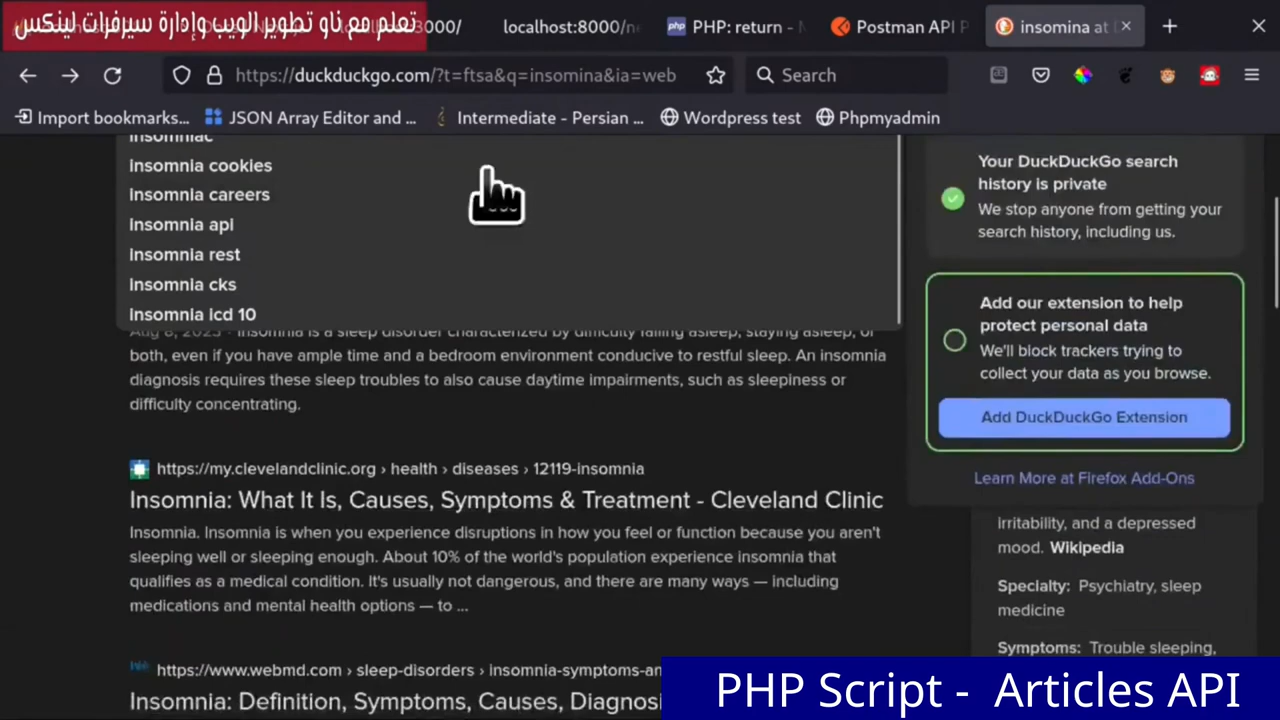 تعلم مع ناو تطوير الويب وإدارة سيرفرات لينكس
3000/
localhost:8000/ne
php PHP: return - M
Postman API P
insomina at D
https://duckduckgo.com/?t=ftsa&q=insomina&ia=web
Search
Import bookmarks...
JSON Array Editor and ...
Intermediate - Persian ...
Wordpress test
Phpmyadmin
insomniac
insomnia cookies
insomnia careers
insomnia api
insomnia rest
insomnia cks
insomnia icd 10
Aug 8, 2023 · Insomnia is a sleep disorder characterized by difficulty falling asleep, staying asleep, or
both, even if you have ample time and a bedroom environment conducive to restful sleep. An insomnia
diagnosis requires these sleep troubles to also cause daytime impairments, such as sleepiness or
difficulty concentrating.
https://my.clevelandclinic.org › health › diseases › 12119-insomnia
Insomnia: What It Is, Causes, Symptoms & Treatment - Cleveland Clinic
Insomnia. Insomnia is when you experience disruptions in how you feel or function because you aren't
sleeping well or sleeping enough. About 10% of the world's population experience insomnia that
qualifies as a medical condition. It's usually not dangerous, and there are many ways — including
medications and mental health options — to ...
https://www.webmd.com › sleep-disorders › insomnia-symptoms-an
Insomnia: Definition, Symptoms, Causes, Diagnosi
Your DuckDuckGo search
history is private
We stop anyone from getting your
search history, including us.
Add our extension to help
protect personal data
We'll block trackers trying to
collect your data as you browse.
Add DuckDuckGo Extension
Learn More at Firefox Add-Ons
irritability, and a depressed
mood. Wikipedia
Specialty: Psychiatry, sleep
medicine
Symptoms: Trouble sleeping,
PHP Script - Articles API